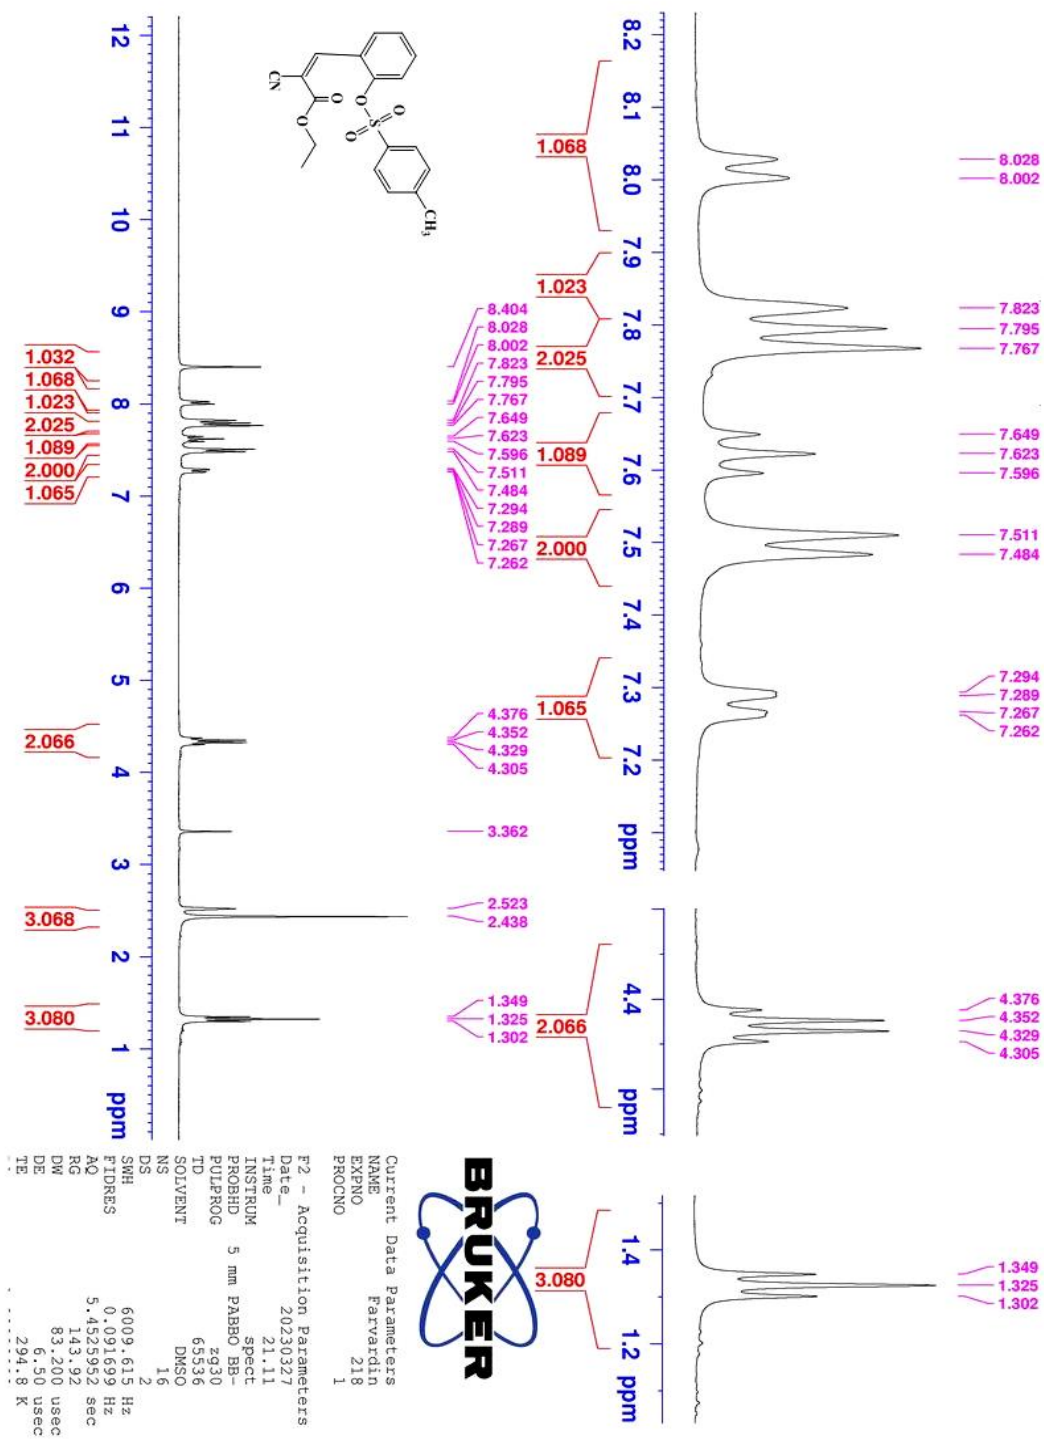 8.028
8.002
7.823
7.795
7.767
7.649
7.623
7.596
7.511
7.484
7.294
7.289
7.267
7.262
4.376
4.352
4.329
4.305
1.349
1.325
1.302
8.2
8.1
8.0
7.9
7.8
7.7
7.6
7.5
7.4
7.3
7.2
ppm
4.4
ppm
1.4
1.2
ppm
1.068
1.023
2.025
1.089
2.000
1.065
2.066
3.080
O
O
S
O
O
O
CN
CH3
8.404
8.028
8.002
7.823
7.795
7.767
7.649
7.623
7.596
7.511
7.484
7.294
7.289
7.267
7.262
4.376
4.352
4.329
4.305
3.362
2.523
2.438
1.349
1.325
1.302
12
11
10
9
8
7
6
5
4
3
2
1
ppm
1.032
1.068
1.023
2.025
1.089
2.000
1.065
2.066
3.068
3.080
BRUKER
Current Data Parameters
NAME Farvardin
EXPNO 218
PROCNO 1
F2 - Acquisition Parameters
Date_ 20230327
Time 21.11
INSTRUM spect
PROBHD 5 mm PABBO BB-
PULPROG zg30
TD 65536
SOLVENT DMSO
NS 16
DS 2
SWH 6009.615 Hz
FIDRES 0.091699 Hz
AQ 5.4525952 sec
RG 143.92
DW 83.200 usec
DE 6.50 usec
TE 294.8 K